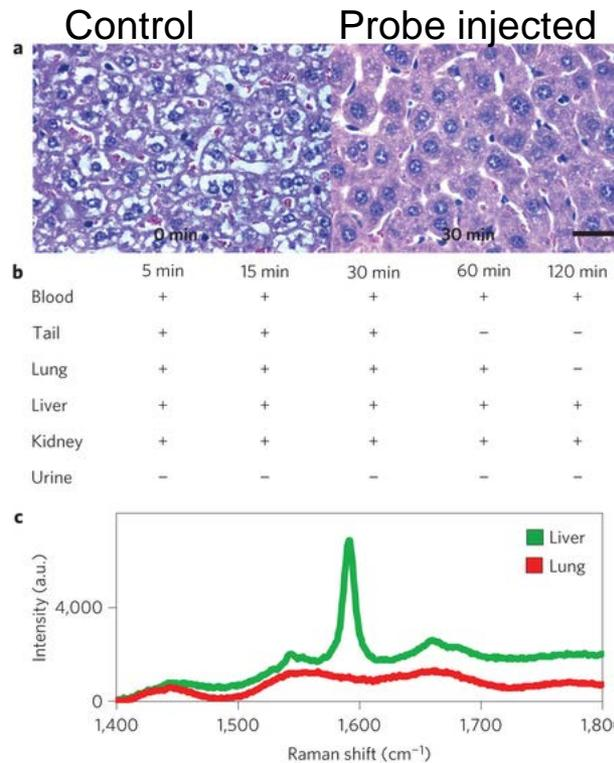 Control Probe injected
a
0 min 30 min
b 5 min 15 min 30 min 60 min 120 min
Blood + + + + +
Tail + + + – –
Lung + + + + –
Liver + + + + +
Kidney + + + + +
Urine – – – – –
c
Liver
Lung
4,000
0
Intensity (a.u.)
1,400 1,500 1,600 1,700 1,80
Raman shift (cm⁻¹)